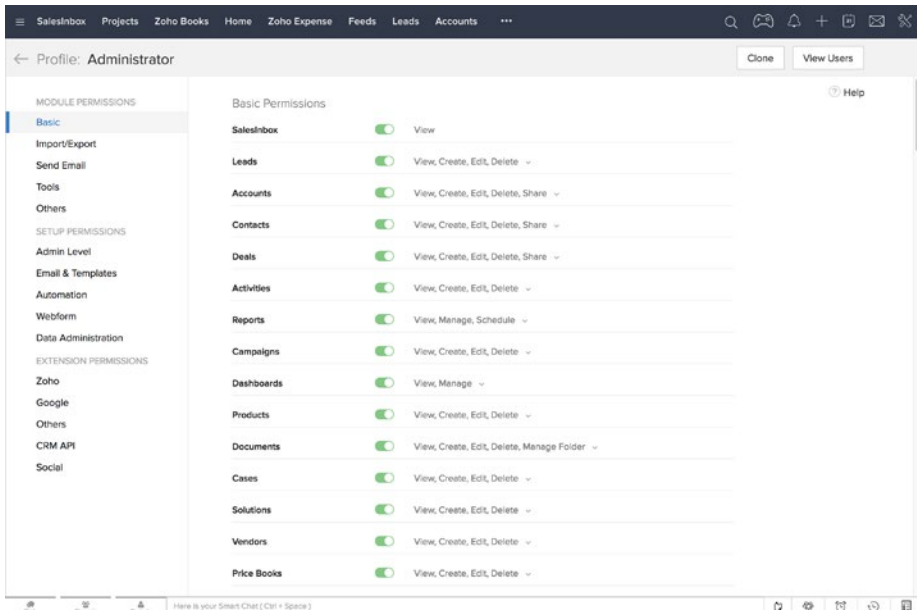 SalesInbox Projects Zoho Books Home Zoho Expense Feeds Leads Accounts •••
Profile: Administrator Clone View Users
Help
MODULE PERMISSIONS
Basic
Import/Export
Send Email
Tools
Others
SETUP PERMISSIONS
Admin Level
Email & Templates
Automation
Webform
Data Administration
EXTENSION PERMISSIONS
Zoho
Google
Others
CRM API
Social
Basic Permissions
SalesInbox View
Leads View, Create, Edit, Delete
Accounts View, Create, Edit, Delete, Share
Contacts View, Create, Edit, Delete, Share
Deals View, Create, Edit, Delete, Share
Activities View, Create, Edit, Delete
Reports View, Manage, Schedule
Campaigns View, Create, Edit, Delete
Dashboards View, Manage
Products View, Create, Edit, Delete
Documents View, Create, Edit, Delete, Manage Folder
Cases View, Create, Edit, Delete
Solutions View, Create, Edit, Delete
Vendors View, Create, Edit, Delete
Price Books View, Create, Edit, Delete
Here is your Smart Chat ( Ctrl + Space )